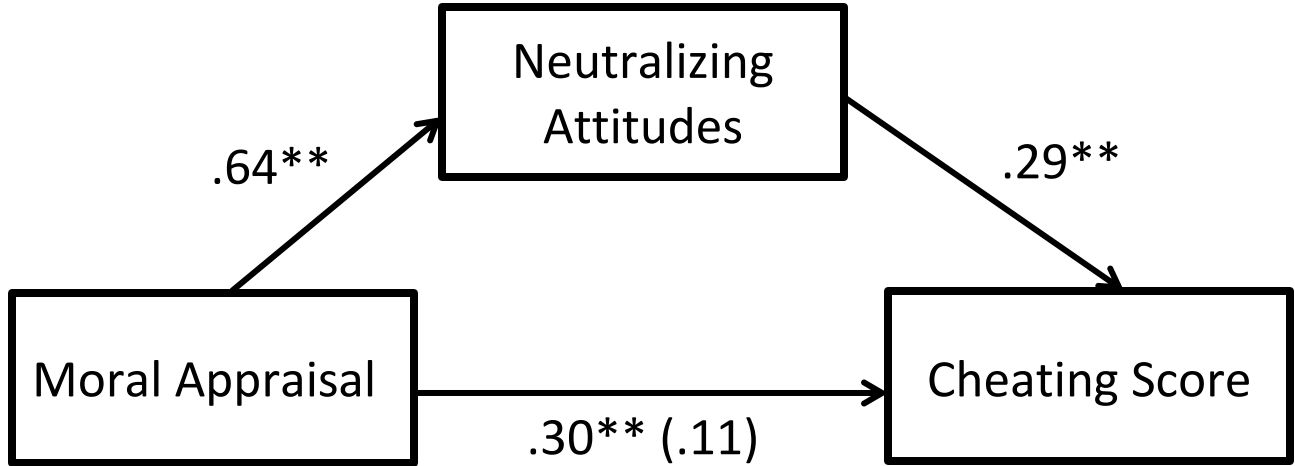 Neutralizing
Attitudes
.64**
.29**
Moral Appraisal
Cheating Score
.30** (.11)